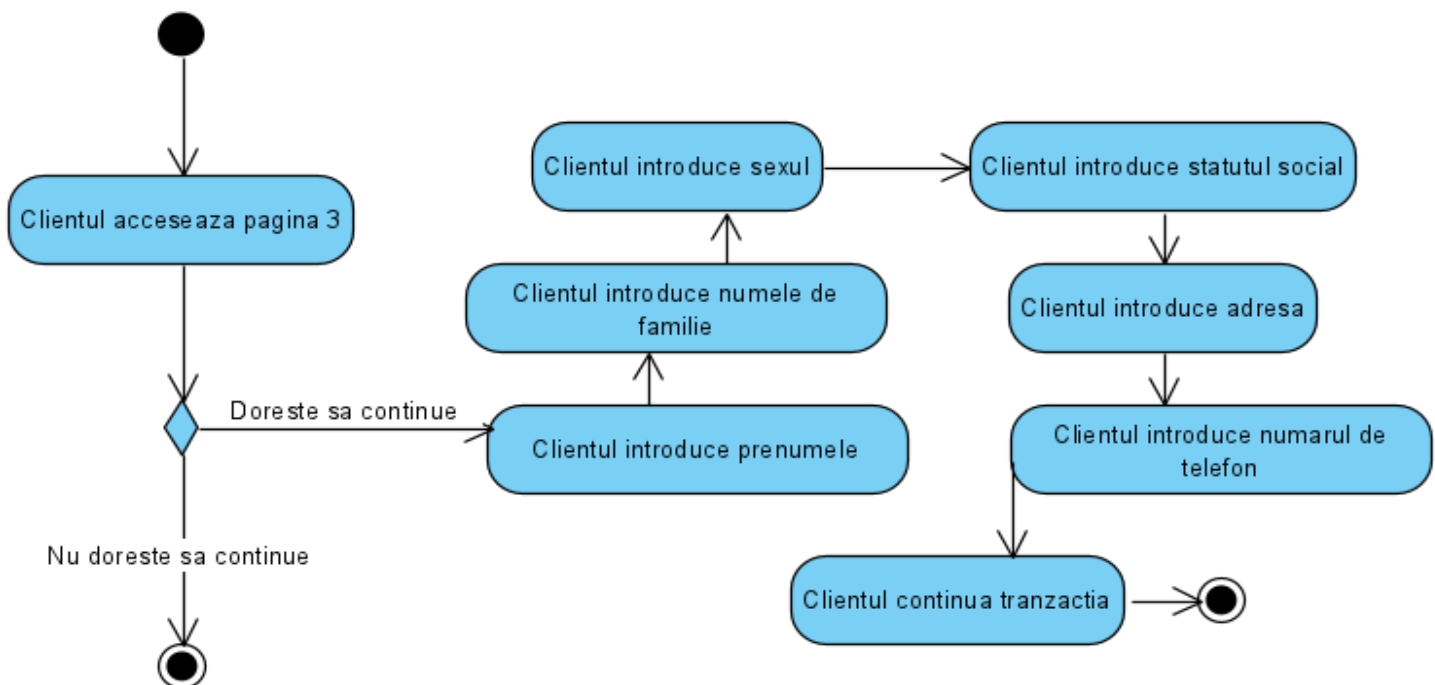 Clientul acceseaza pagina 3
Doreste sa continue
Nu doreste sa continue
Clientul introduce prenumele
Clientul introduce numele de
familie
Clientul introduce sexul
Clientul introduce statutul social
Clientul introduce adresa
Clientul introduce numarul de
telefon
Clientul continua tranzactia